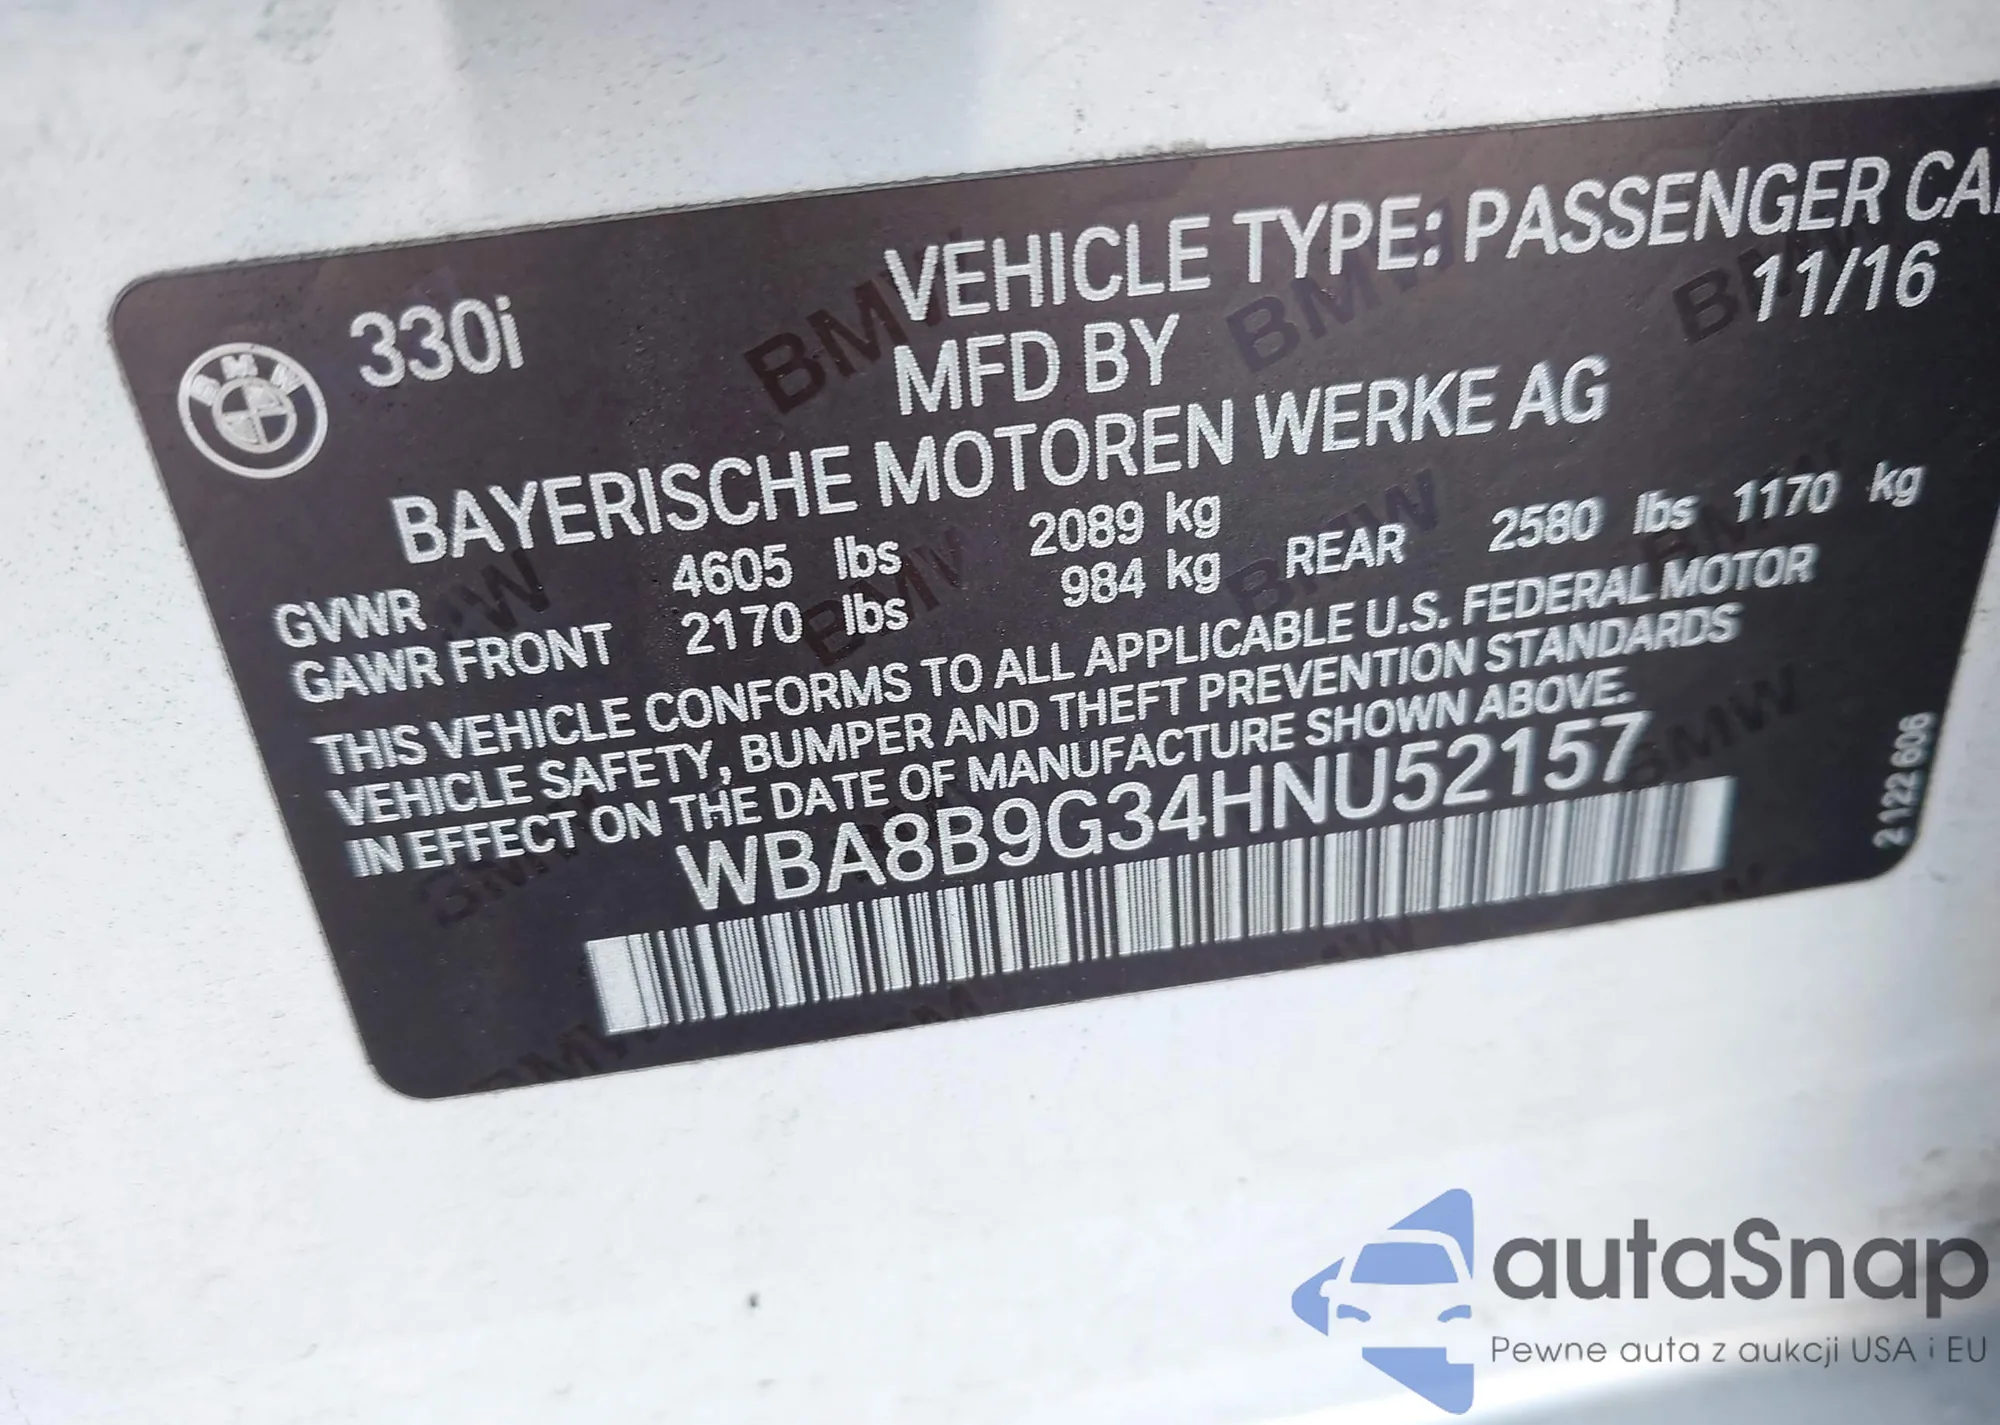 VEHICLE TYPE: PASSENGER CA
330i MFD BY 11/16
BAYERISCHE MOTOREN WERKE AG
GVWR 4605 lbs 2089 kg
GAWR FRONT 2170 lbs 984 kg REAR 2580 lbs 1170 kg
THIS VEHICLE CONFORMS TO ALL APPLICABLE U.S. FEDERAL MOTOR
VEHICLE SAFETY, BUMPER AND THEFT PREVENTION STANDARDS
IN EFFECT ON THE DATE OF MANUFACTURE SHOWN ABOVE.
WBA8B9G34HNU52157
2 122 606
autaSnap
Pewne auta z aukcji USA i EU